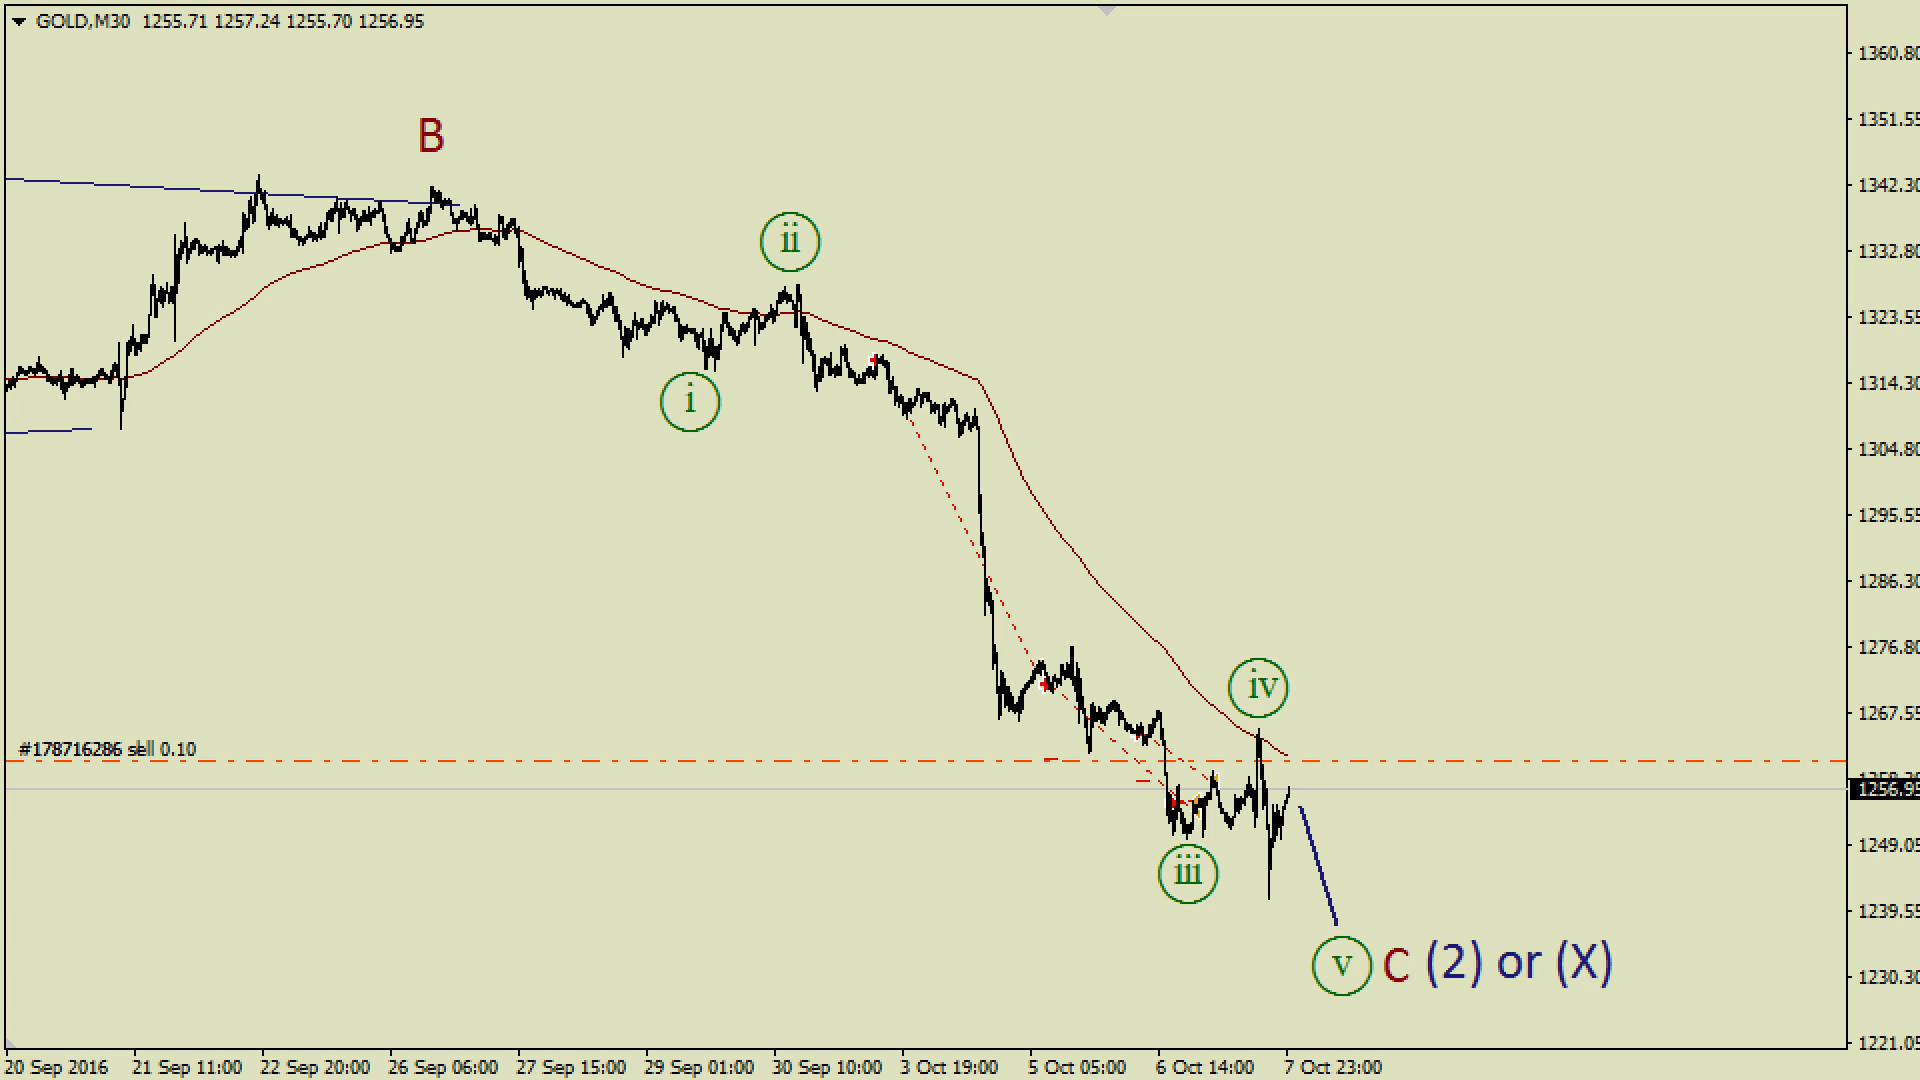 GOLD,M30 1255.71 1257.24 1255.70 1256.95
1360.80
1351.55
B
1342.30
ii
1332.80
1323.55
i
1314.30
1304.80
1295.55
1286.30
1276.80
iv
1267.55
#178716286 sell 0.10
1256.95
1249.05
iii
1239.55
v C (2) or (X)
1230.30
1221.05
20 Sep 2016 21 Sep 11:00 22 Sep 20:00 26 Sep 06:00 27 Sep 15:00 29 Sep 01:00 30 Sep 10:00 3 Oct 19:00 5 Oct 05:00 6 Oct 14:00 7 Oct 23:00